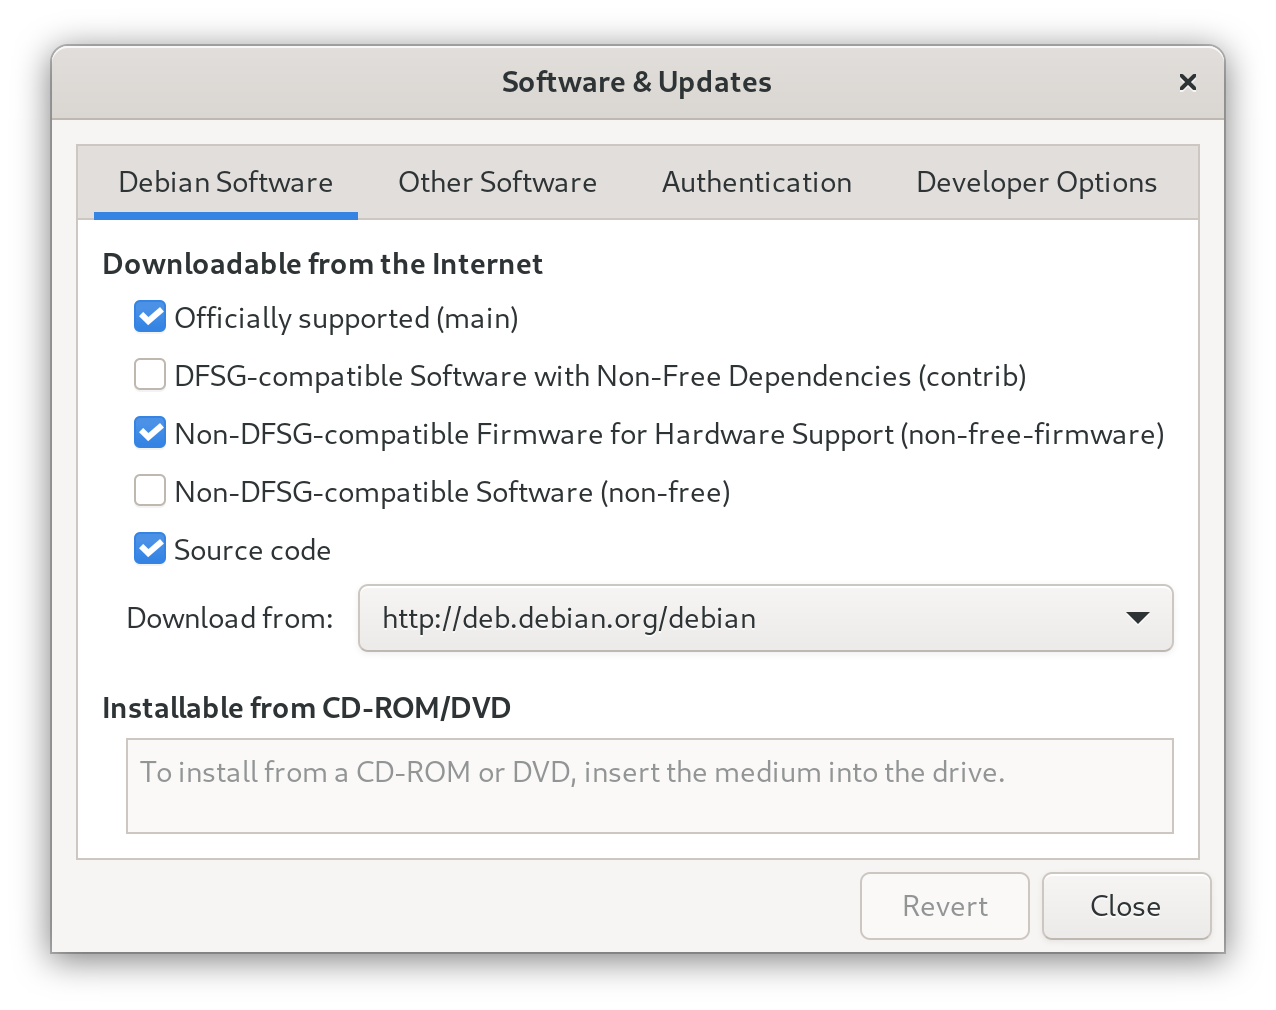 Software & Updates
Debian Software
Other Software
Authentication
Developer Options
Downloadable from the Internet
Officially supported (main)
DFSG-compatible Software with Non-Free Dependencies (contrib)
Non-DFSG-compatible Firmware for Hardware Support (non-free-firmware)
Non-DFSG-compatible Software (non-free)
Source code
Download from: http://deb.debian.org/debian
Installable from CD-ROM/DVD
To install from a CD-ROM or DVD, insert the medium into the drive.
Revert
Close